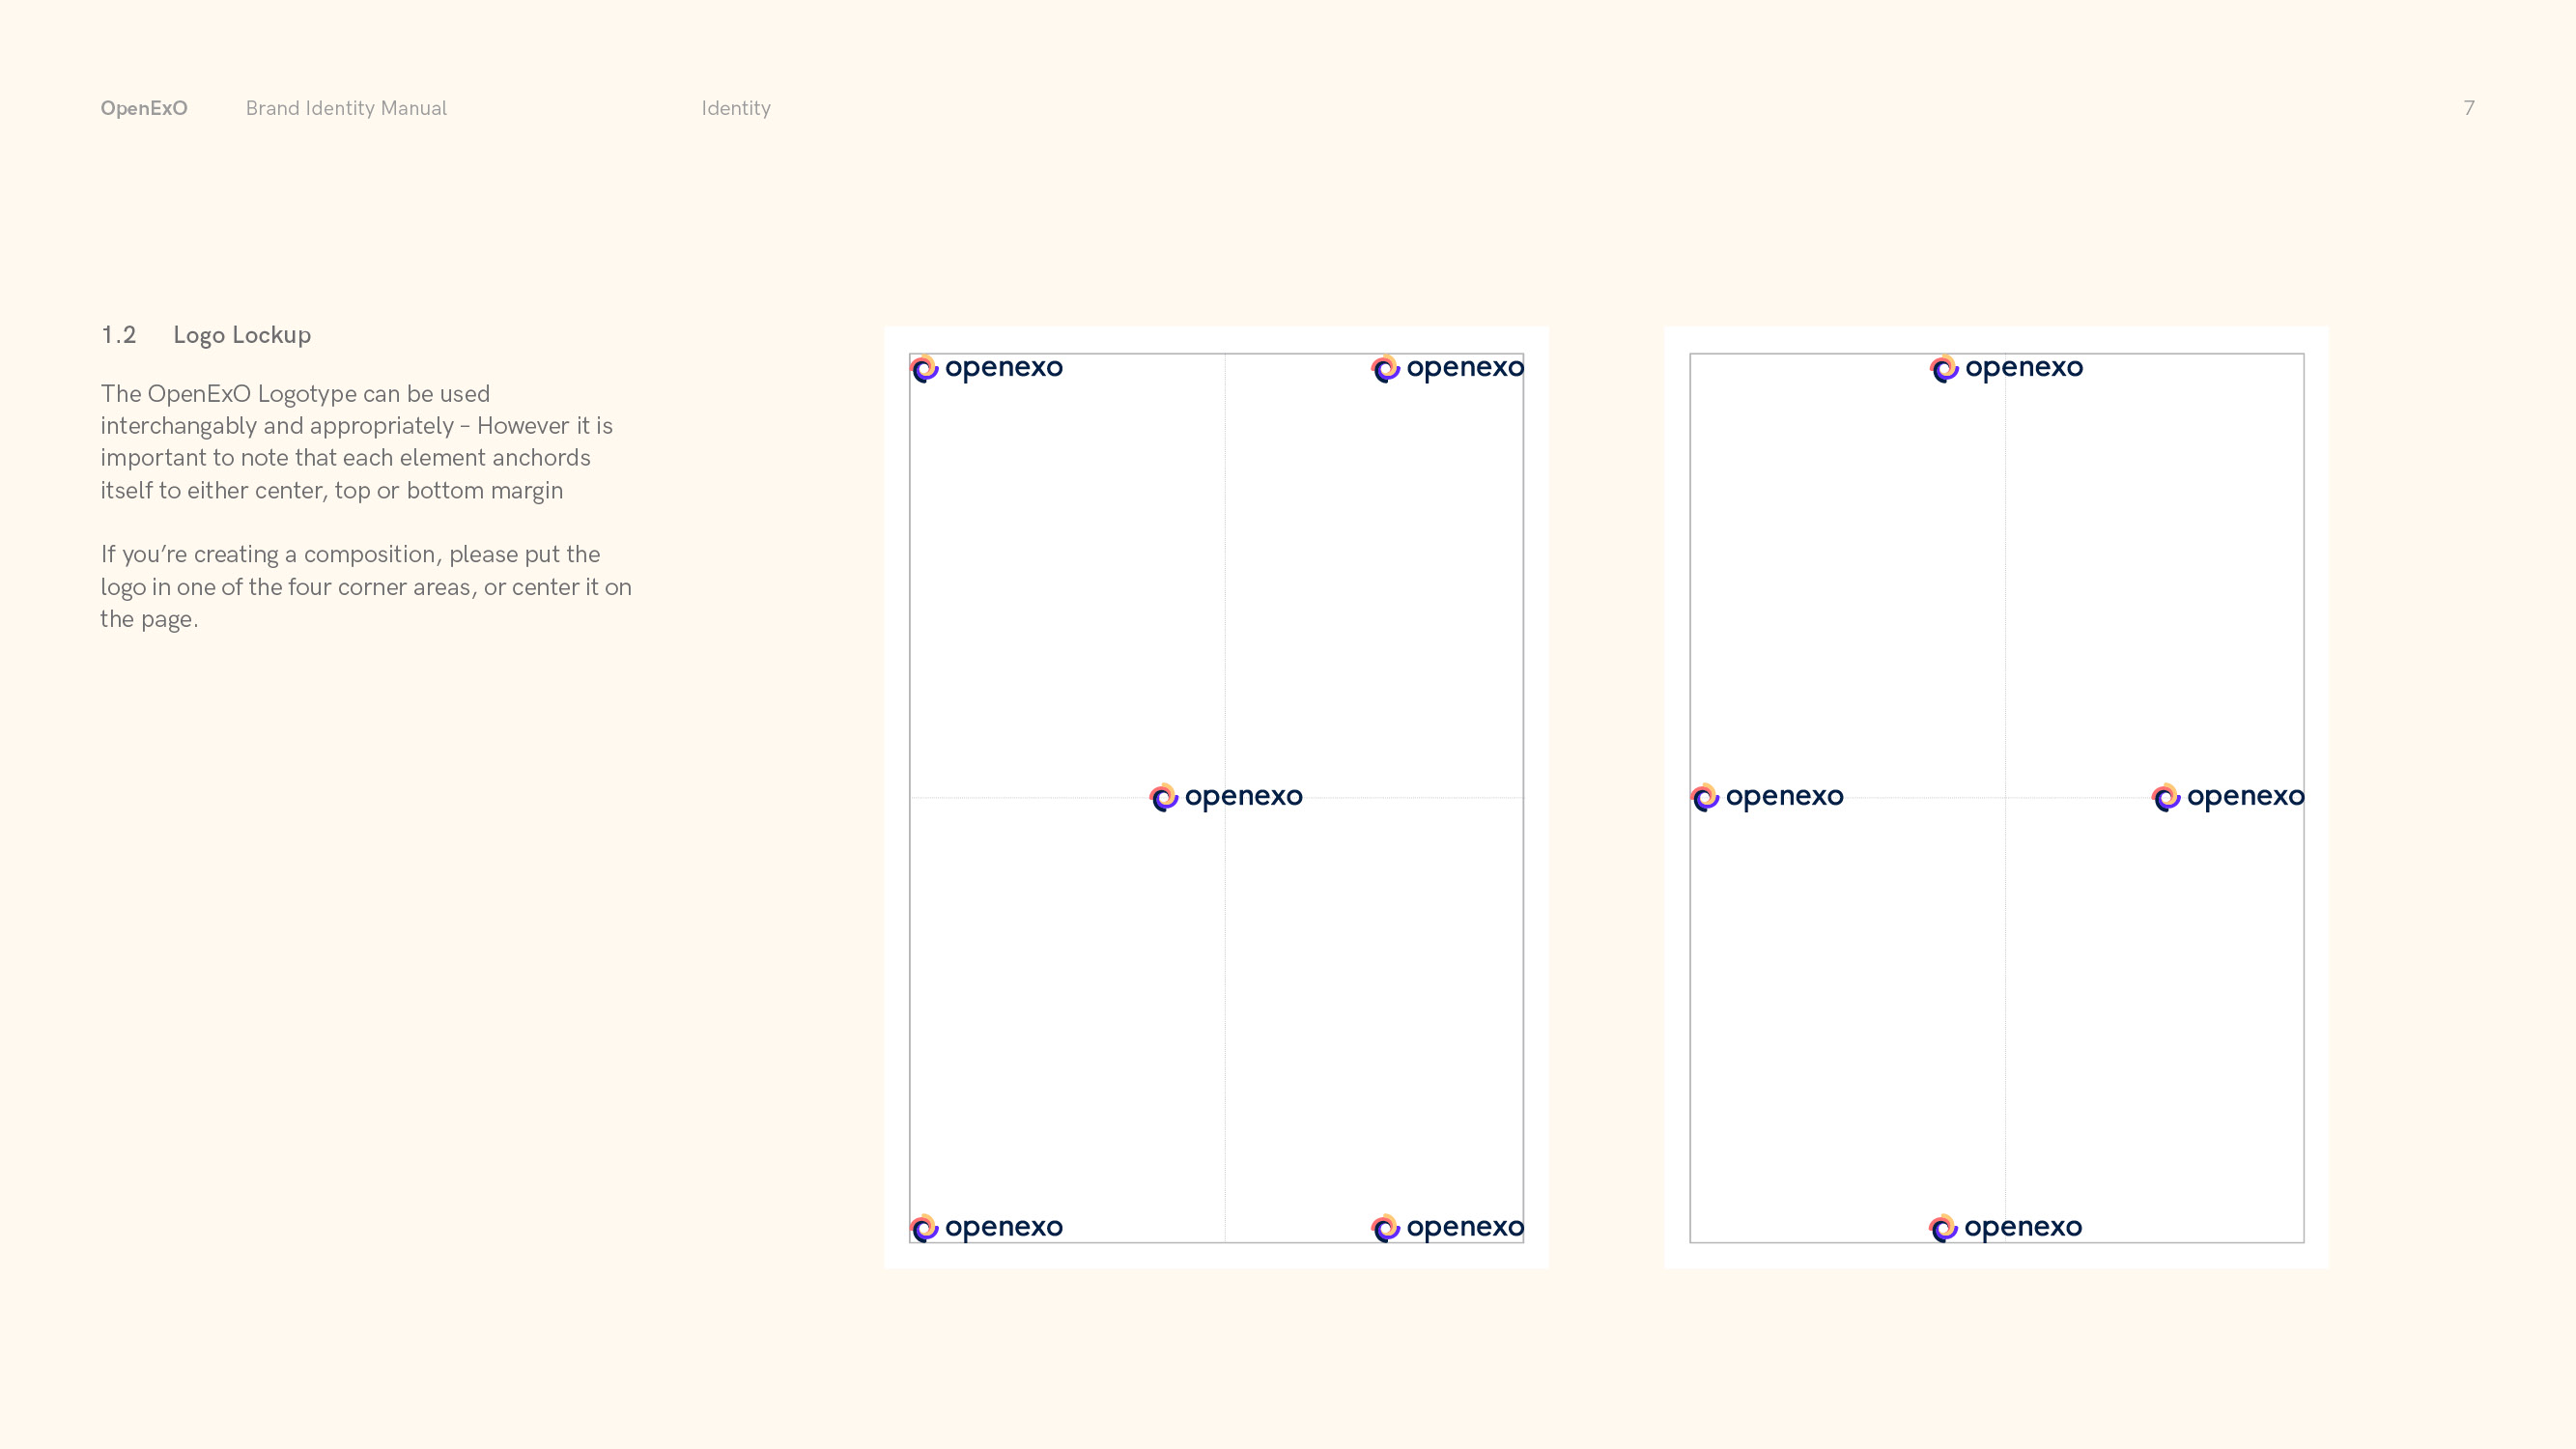 OpenExO Brand Identity Manual Identity 7
1.2 Logo Lockup
The OpenExO Logotype can be used
interchangably and appropriately – However it is
important to note that each element anchords
itself to either center, top or bottom margin
If you’re creating a composition, please put the
logo in one of the four corner areas, or center it on
the page.
openexo openexo
openexo
openexo openexo
openexo
openexo openexo
openexo